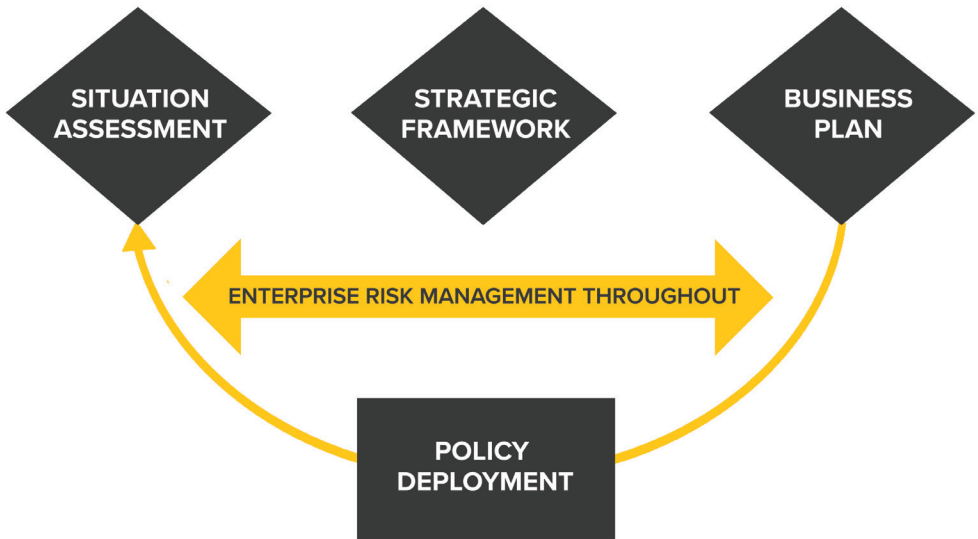 SITUATION
ASSESSMENT
STRATEGIC
FRAMEWORK
BUSINESS
PLAN
ENTERPRISE RISK MANAGEMENT THROUGHOUT
POLICY
DEPLOYMENT